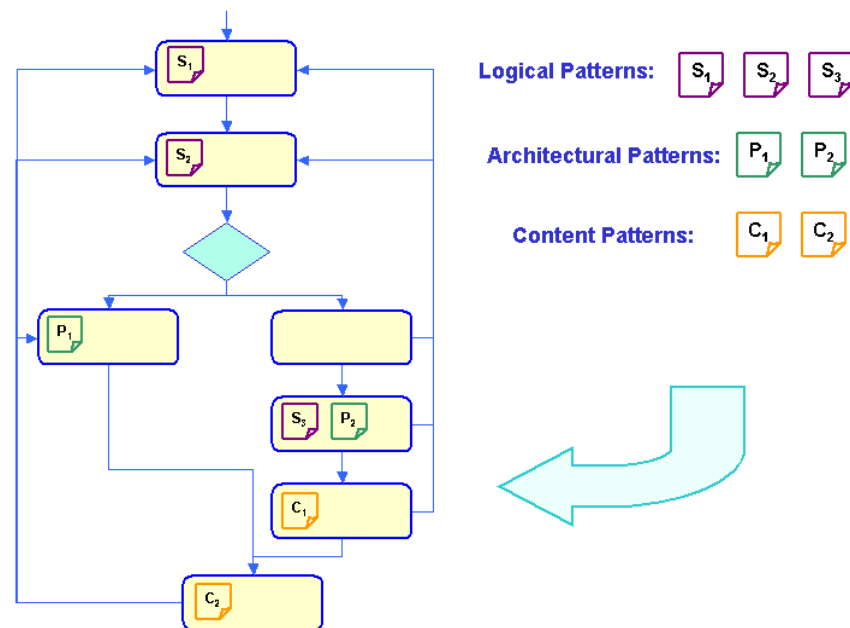 S₁
Logical Patterns: S₁ S₂ S₃
S₂
Architectural Patterns: P₁ P₂
Content Patterns: C₁ C₂
P₁
S₃ P₂
C₁
C₂